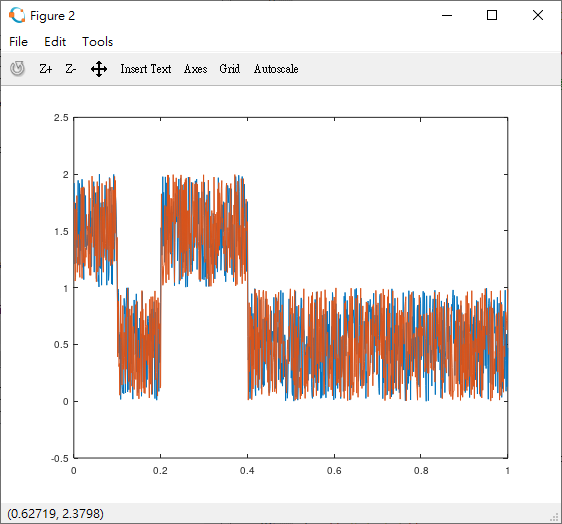 Figure 2
File Edit Tools
Z+ Z- Insert Text Axes Grid Autoscale
2.5
2
1.5
1
0.5
0
-0.5
0 0.2 0.4 0.6 0.8 1
(0.62719, 2.3798)